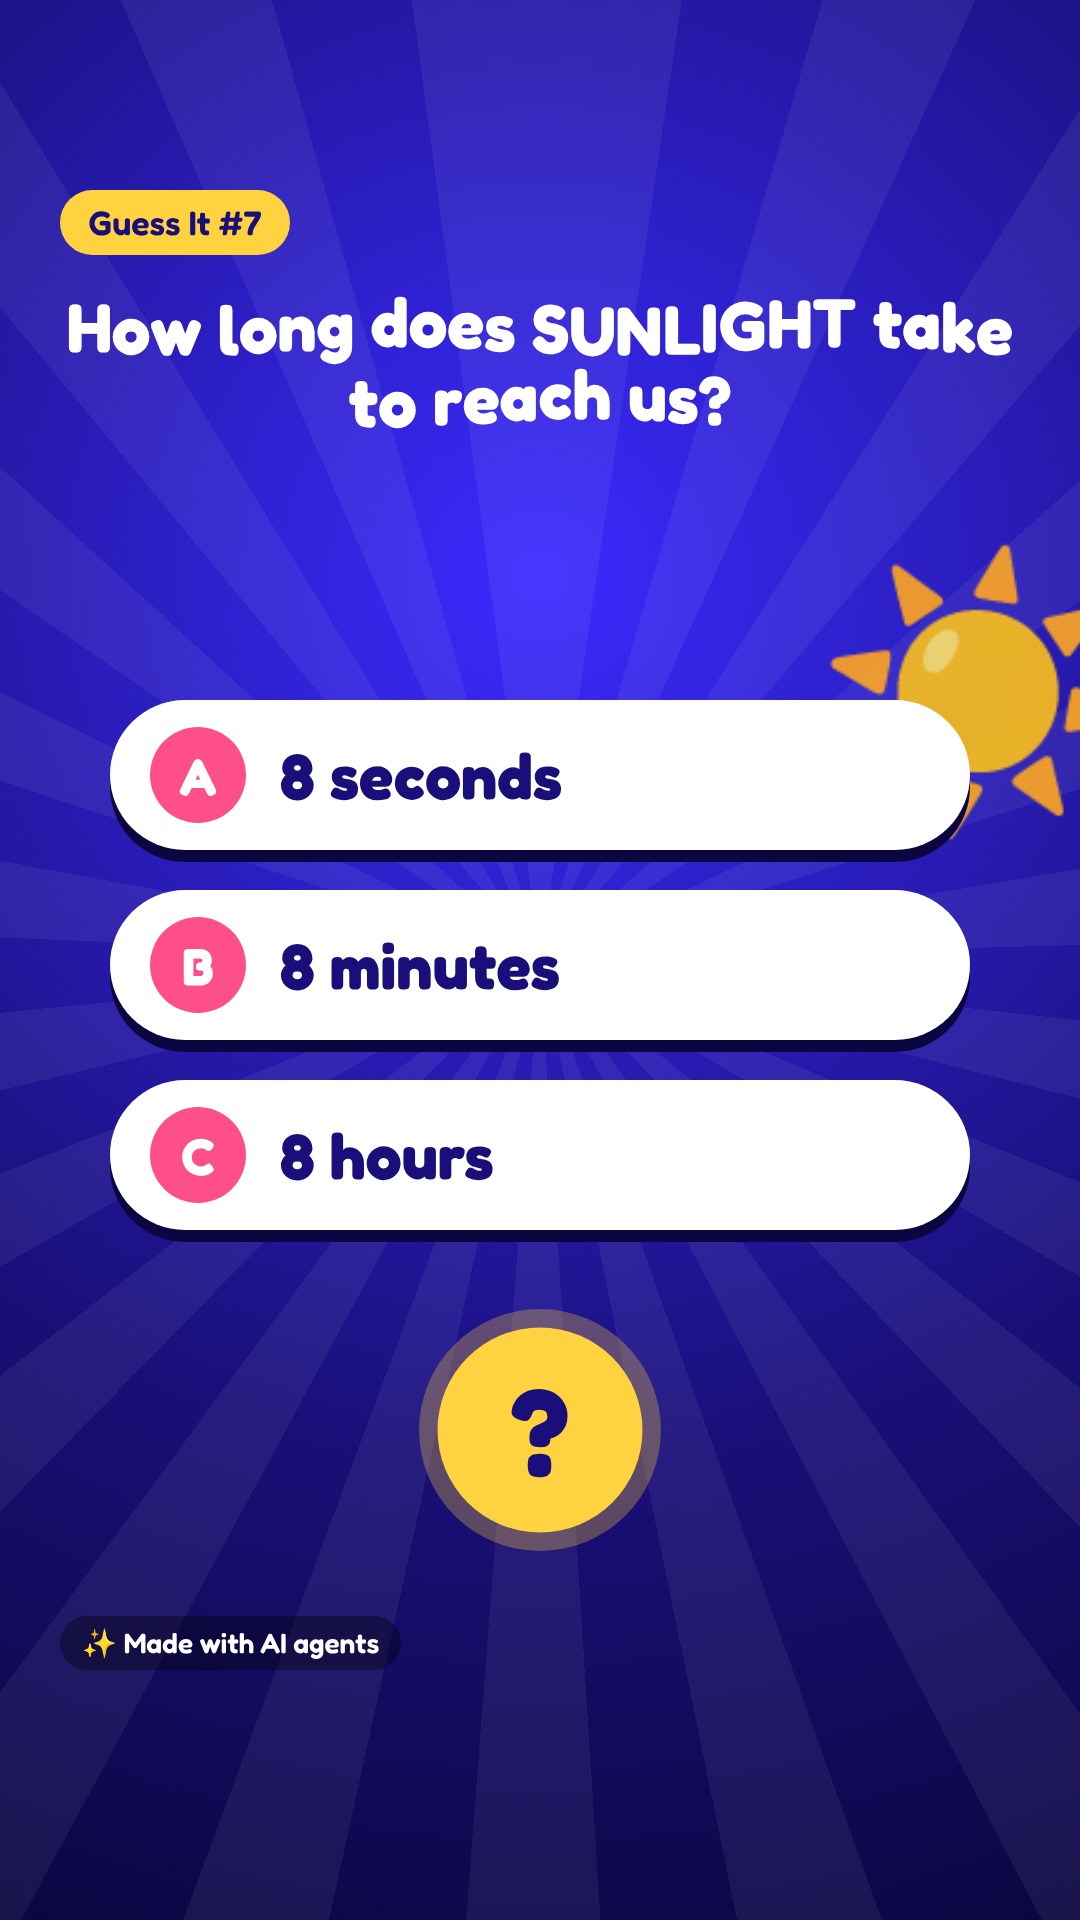 Guess It #7
How long does SUNLIGHT take
to reach us?
A 8 seconds
B 8 minutes
C 8 hours
?
✨ Made with AI agents